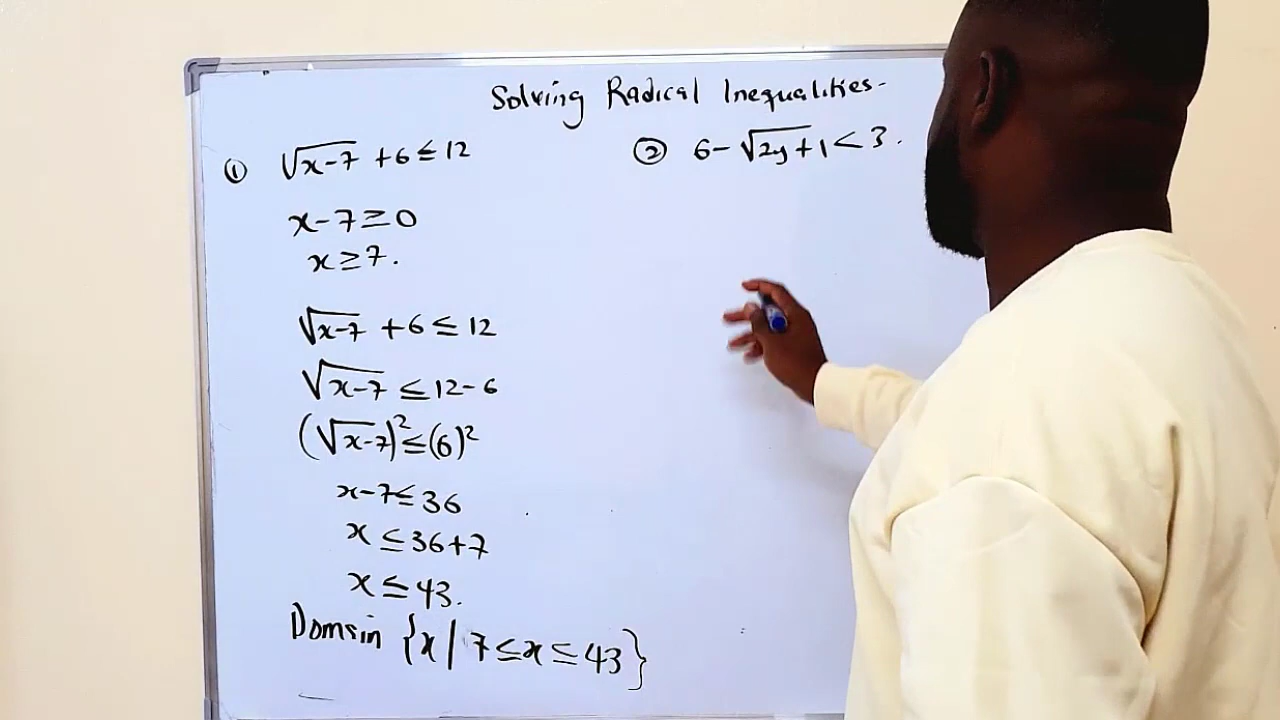 Solving Radical Inequalities-
① √x-7 + 6 ≤ 12
x - 7 ≥ 0
x ≥ 7.
√x-7 + 6 ≤ 12
√x-7 ≤ 12 - 6
(√x-7)² ≤ (6)²
x - 7 ≤ 36
x ≤ 36 + 7
x ≤ 43.
Domain {x | 7 ≤ x ≤ 43}
② 6 - √2y+1 < 3.